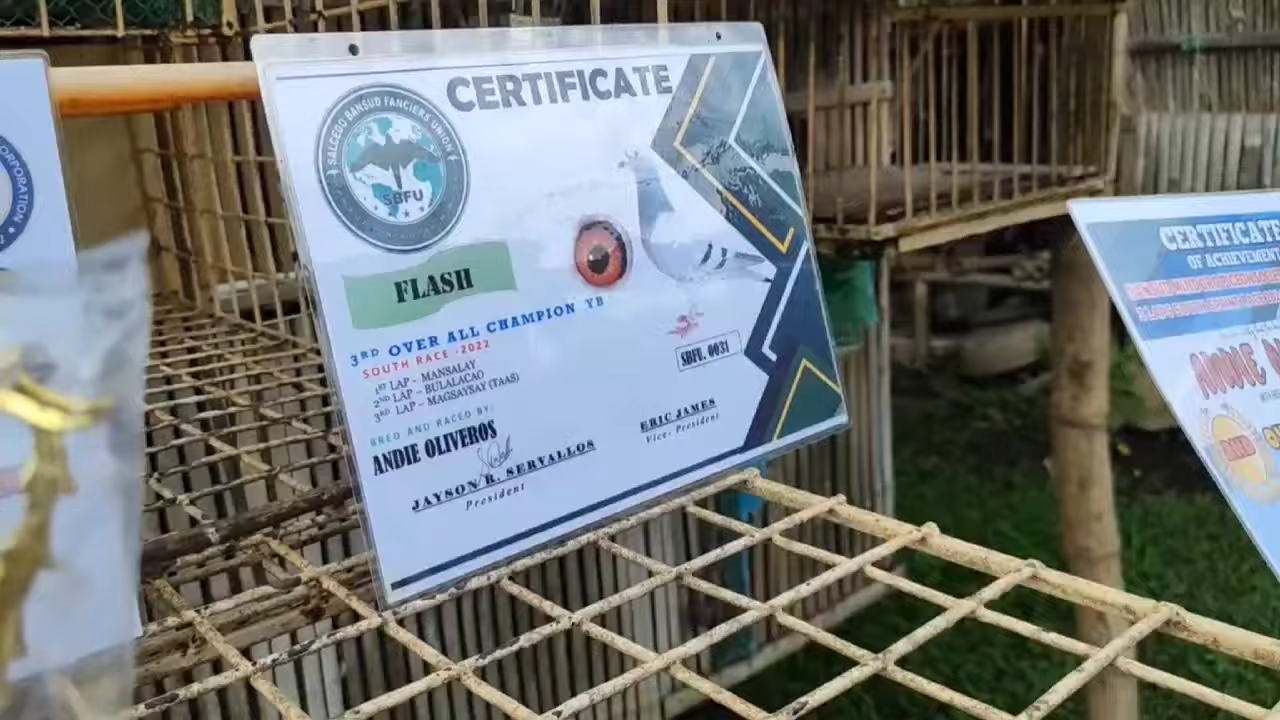 CERTIFICATE
SALCEDO BANSUD FANCIERS UNION
SBFU
FLASH
3RD OVER ALL CHAMPION YB
SOUTH RACE -2022
1ST LAP - MANSALAY
2ND LAP - BULALACAO
3RD LAP - MAGSAYSAY (TAAS)
BRED AND RACED BY:
ANDIE OLIVEROS
JAYSON R. SERVALLOS
President
ERIC JAMES
Vice- President
SBFU. 0031
ORPORATION
CERTIFICATE
OF ACHIEVEMENT